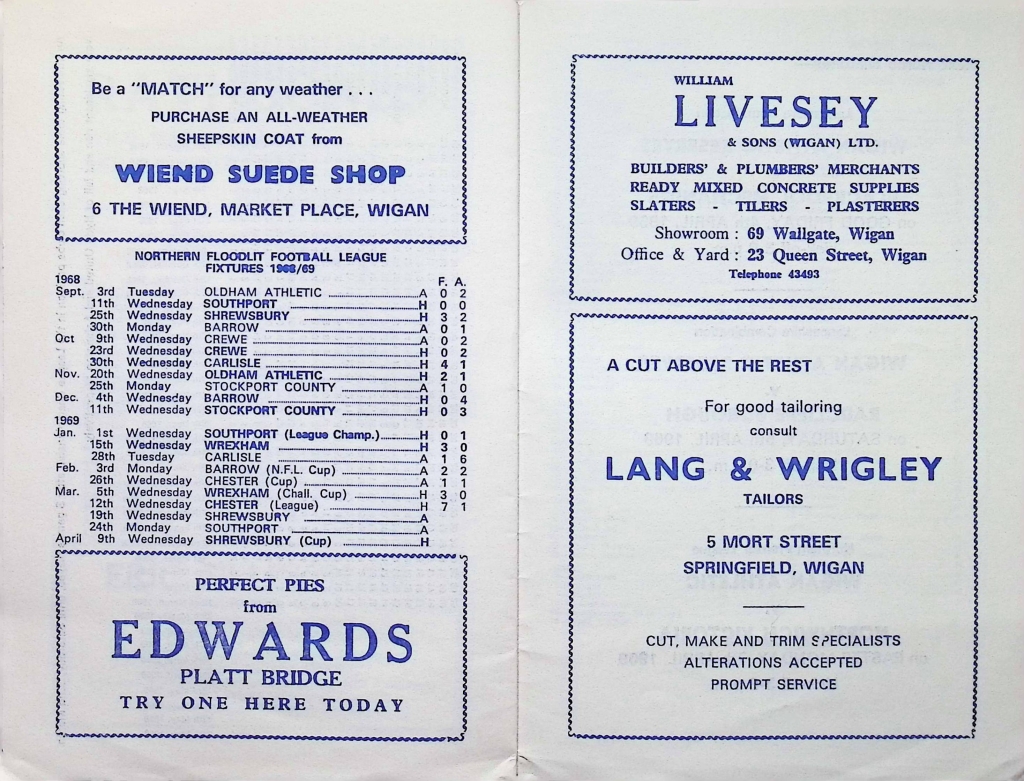 Be a "MATCH" for any weather . . .
PURCHASE AN ALL-WEATHER
SHEEPSKIN COAT from
WIEND SUEDE SHOP
6 THE WIEND, MARKET PLACE, WIGAN
NORTHERN FLOODLIT FOOTBALL LEAGUE
FIXTURES 1968/69
1968 F. A.
Sept. 3rd Tuesday OLDHAM ATHLETIC A 0 2
11th Wednesday SOUTHPORT H 0 0
25th Wednesday SHREWSBURY H 3 2
30th Monday BARROW A 0 1
Oct 9th Wednesday CREWE A 0 2
23rd Wednesday CREWE H 0 2
30th Wednesday CARLISLE H 4 1
Nov. 20th Wednesday OLDHAM ATHLETIC H 2 1
25th Monday STOCKPORT COUNTY A 1 0
Dec. 4th Wednesday BARROW H 0 4
11th Wednesday STOCKPORT COUNTY H 0 3
1969
Jan. 1st Wednesday SOUTHPORT (League Champ.) H 0 1
15th Wednesday WREXHAM H 3 0
28th Tuesday CARLISLE A 1 6
Feb. 3rd Monday BARROW (N.F.L. Cup) A 2 2
26th Wednesday CHESTER (Cup) A 1 1
Mar. 5th Wednesday WREXHAM (Chall. Cup) H 3 0
12th Wednesday CHESTER (League) H 7 1
19th Wednesday SHREWSBURY A
24th Monday SOUTHPORT A
April 9th Wednesday SHREWSBURY (Cup) H
PERFECT PIES
from
EDWARDS
PLATT BRIDGE
TRY ONE HERE TODAY
WILLIAM
LIVESEY
& SONS (WIGAN) LTD.
BUILDERS' & PLUMBERS' MERCHANTS
READY MIXED CONCRETE SUPPLIES
SLATERS - TILERS - PLASTERERS
Showroom : 69 Wallgate, Wigan
Office & Yard : 23 Queen Street, Wigan
Telephone 43493
A CUT ABOVE THE REST
For good tailoring
consult
LANG & WRIGLEY
TAILORS
5 MORT STREET
SPRINGFIELD, WIGAN
CUT, MAKE AND TRIM SPECIALISTS
ALTERATIONS ACCEPTED
PROMPT SERVICE